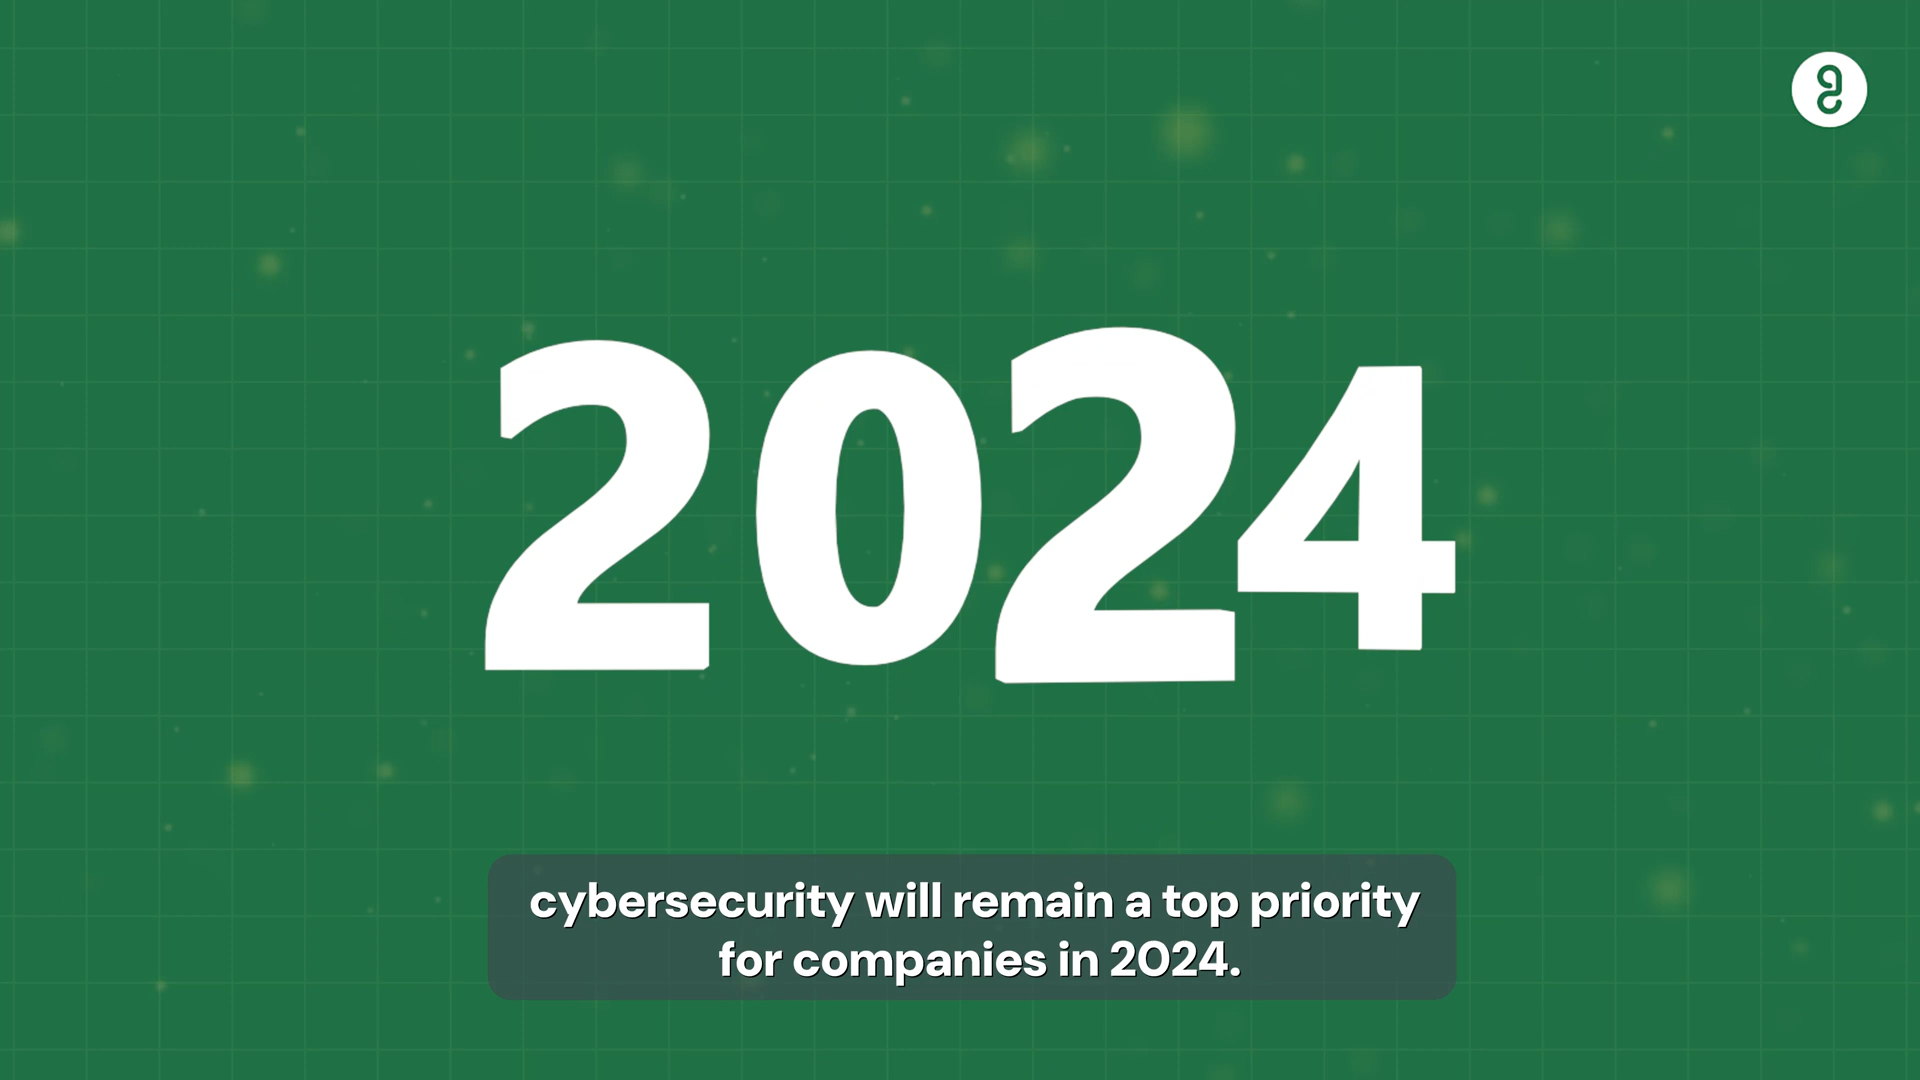 2024
cybersecurity will remain a top priority
for companies in 2024.